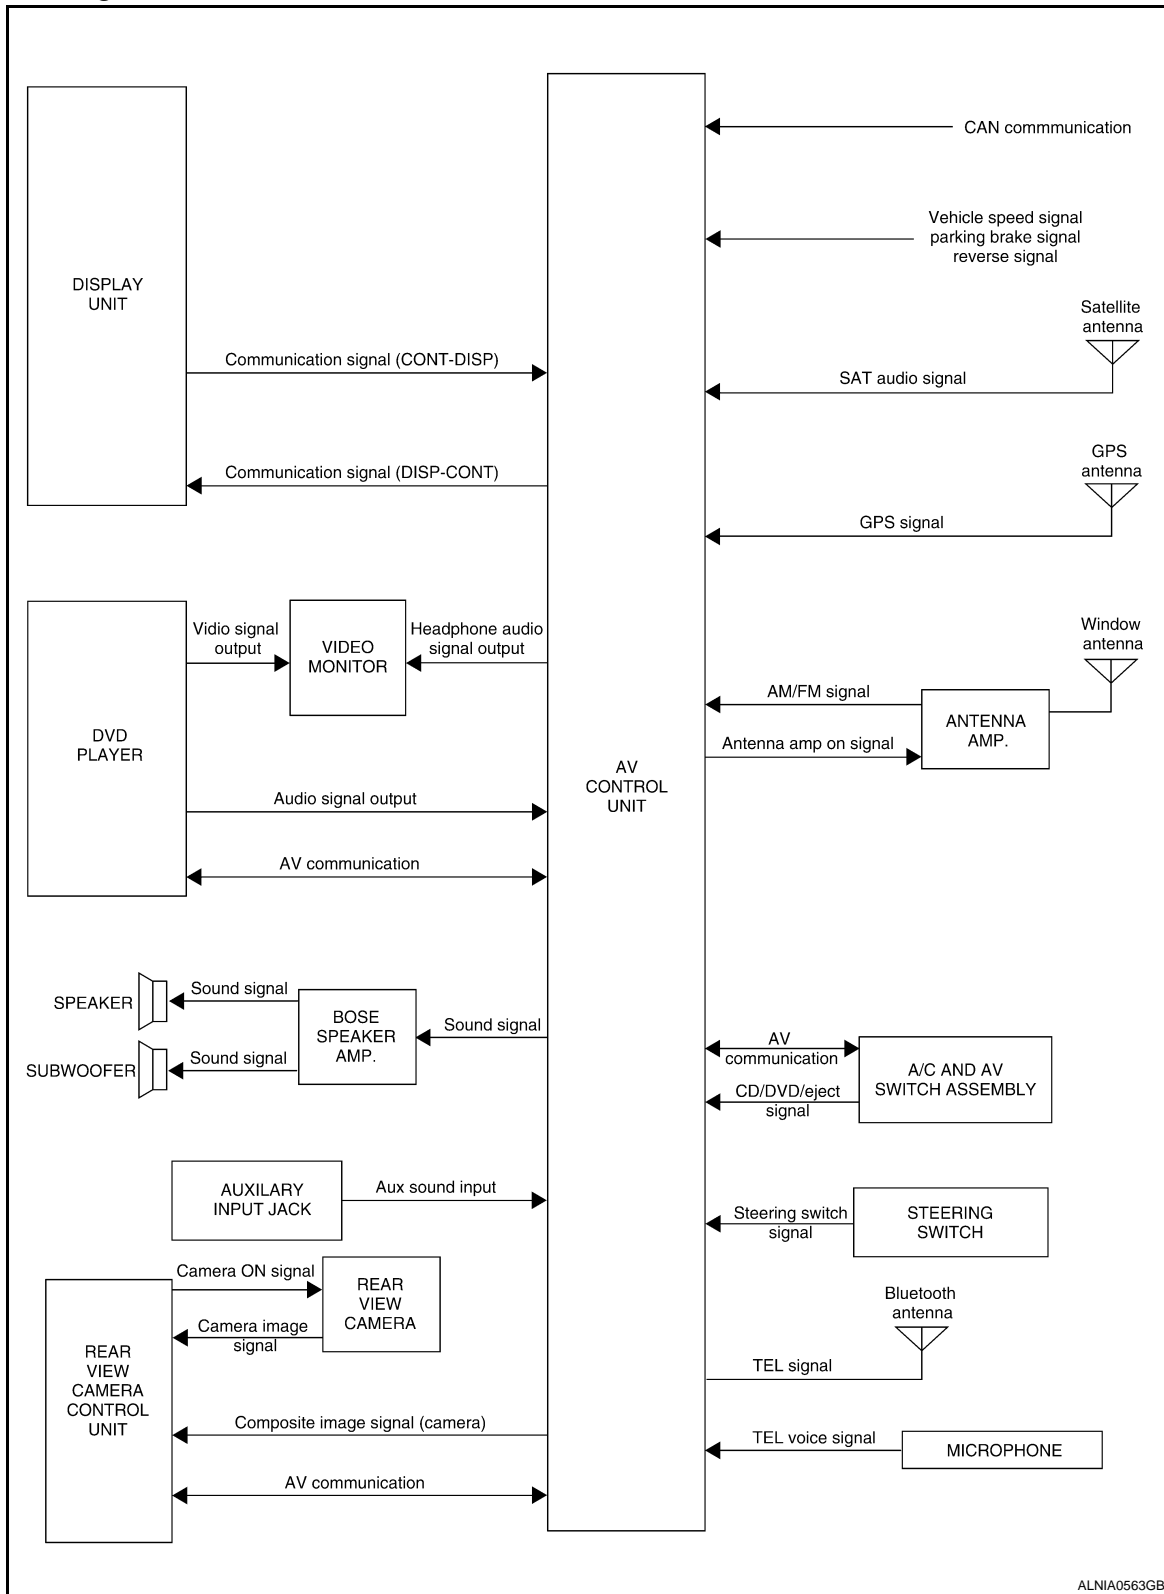 CAN commmunication
Vehicle speed signal
parking brake signal
reverse signal
DISPLAY
UNIT
Satellite
antenna
Communication signal (CONT-DISP)
SAT audio signal
GPS
antenna
Communication signal (DISP-CONT)
GPS signal
Vidio signal
output
VIDEO
MONITOR
Headphone audio
signal output
Window
antenna
AM/FM signal
ANTENNA
AMP.
DVD
PLAYER
Antenna amp on signal
AV
CONTROL
UNIT
Audio signal output
AV communication
SPEAKER
Sound signal
BOSE
SPEAKER
AMP.
Sound signal
SUBWOOFER
Sound signal
AV
communication
A/C AND AV
SWITCH ASSEMBLY
CD/DVD/eject
signal
AUXILARY
INPUT JACK
Aux sound input
Steering switch
signal
STEERING
SWITCH
Camera ON signal
REAR
VIEW
CAMERA
Camera image
signal
Bluetooth
antenna
REAR
VIEW
CAMERA
CONTROL
UNIT
TEL signal
Composite image signal (camera)
TEL voice signal
MICROPHONE
AV communication
ALNIA0563GB